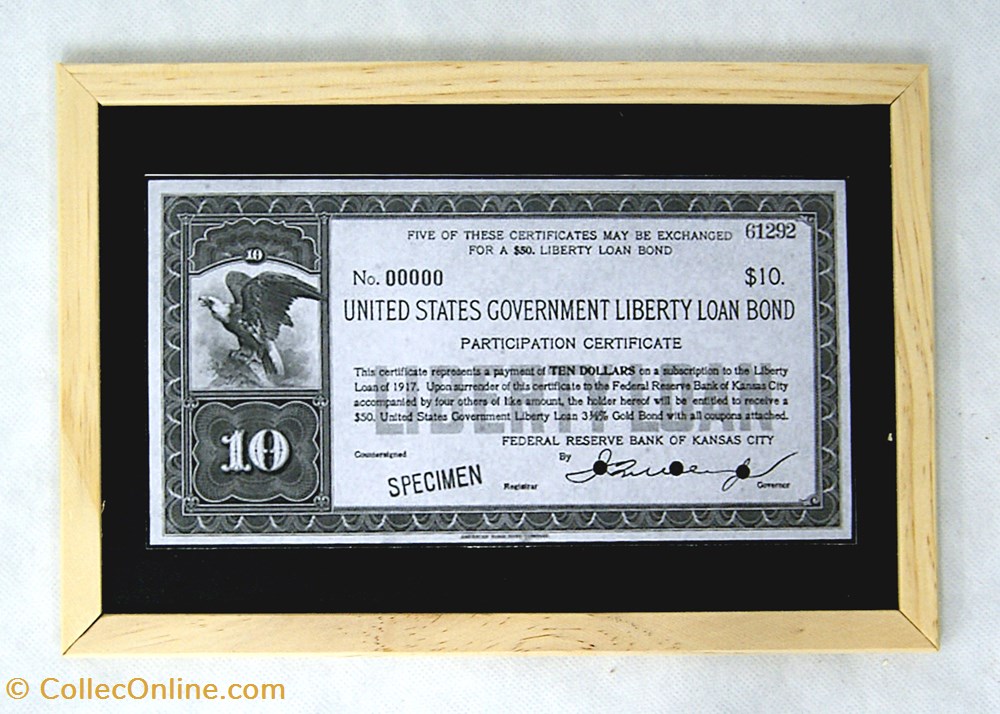 FIVE OF THESE CERTIFICATES MAY BE EXCHANGED 61292
FOR A $50. LIBERTY LOAN BOND
10
No. 00000 $10.
UNITED STATES GOVERNMENT LIBERTY LOAN BOND
PARTICIPATION CERTIFICATE
This certificate represents a payment of TEN DOLLARS on a subscription to the Liberty
Loan of 1917. Upon surrender of this certificate to the Federal Reserve Bank of Kansas City
accompanied by four others of like amount, the holder hereof will be entitled to receive a
$50. United States Government Liberty Loan 3½% Gold Bond with all coupons attached.
LIBERTY LOAN
10
FEDERAL RESERVE BANK OF KANSAS CITY
Countersigned By
SPECIMEN Registrar Governor
AMERICAN BANK NOTE COMPANY.
© CollecOnline.com